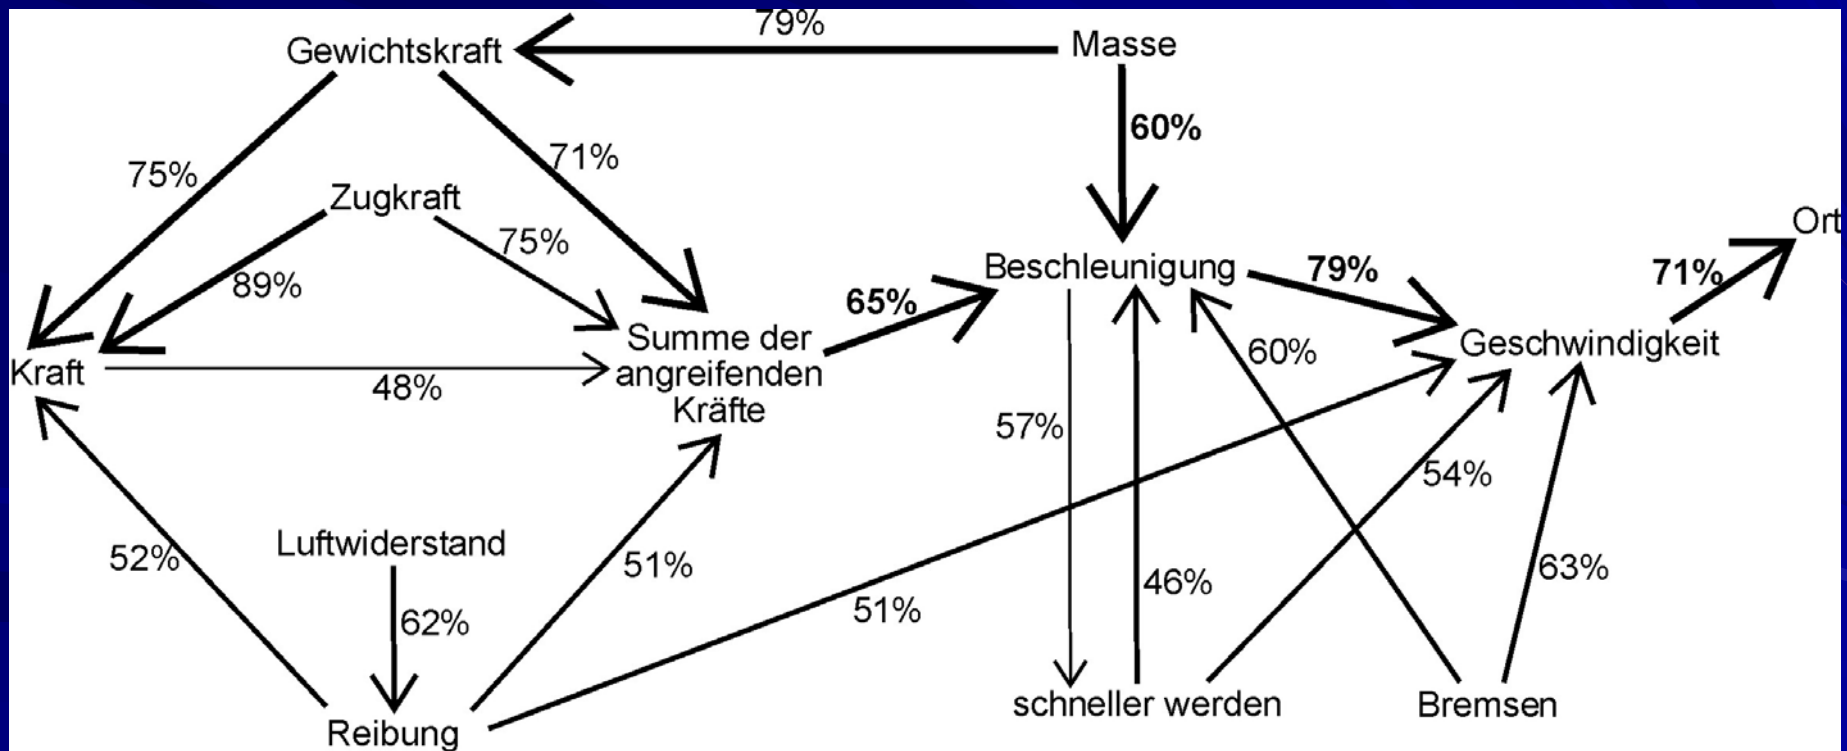 79%
Gewichtskraft
Masse
60%
75%
71%
Zugkraft
75%
89%
Ort
Beschleunigung
79%
71%
65%
Summe der
angreifenden
Kräfte
Kraft
48%
60%
Geschwindigkeit
57%
54%
Luftwiderstand
52%
51%
62%
51%
46%
63%
schneller werden
Bremsen
Reibung